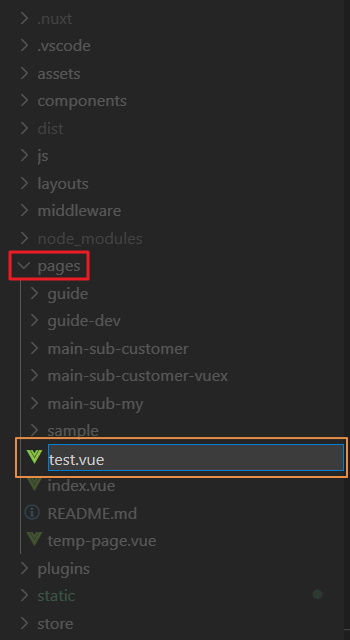 .nuxt
.vscode
assets
components
dist
js
layouts
middleware
node_modules
pages
guide
guide-dev
main-sub-customer
main-sub-customer-vuex
main-sub-my
sample
test.vue
index.vue
README.md
temp-page.vue
plugins
static
store